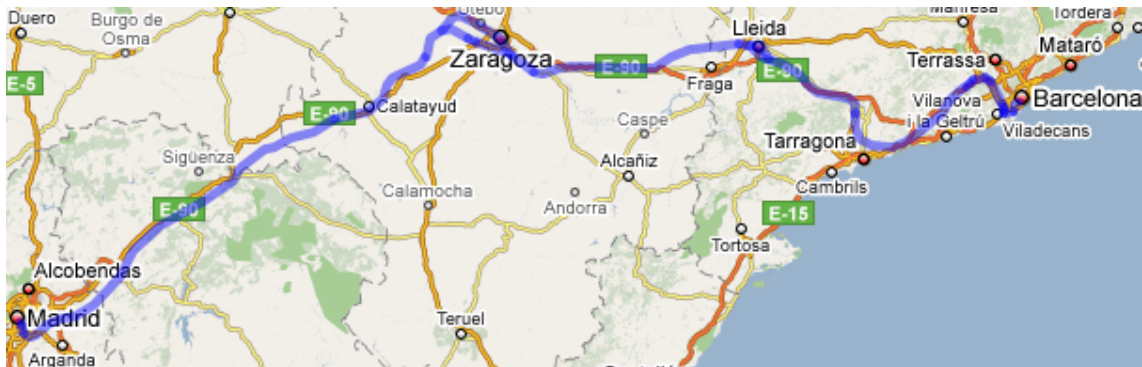 Duero
Burgo de
Osma
Utebo
Lleida
Manresa
Tordera
E-5
Zaragoza
E-90
Fraga
E-90
Terrassa
Mataró
E-90
Calatayud
Caspe
Vilanova
i la Geltrú
Barcelona
Viladecans
Sigüenza
Tarragona
Alcañiz
Cambrils
Calamocha
Andorra
E-90
E-15
Tortosa
Alcobendas
Madrid
Teruel
Arganda